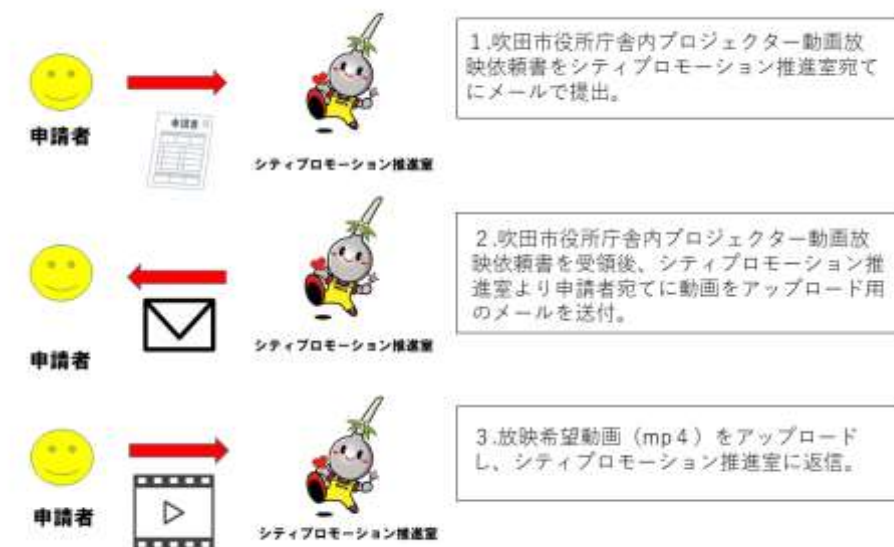 申請者
申請書
シティプロモーション推進室
1.吹田市役所庁舎内プロジェクター動画放
映依頼書をシティプロモーション推進室宛て
にメールで提出。
申請者
シティプロモーション推進室
2.吹田市役所庁舎内プロジェクター動画放
映依頼書を受領後、シティプロモーション推
進室より申請者宛てに動画をアップロード用
のメールを送付。
申請者
シティプロモーション推進室
3.放映希望動画（mp4）をアップロード
し、シティプロモーション推進室に返信。